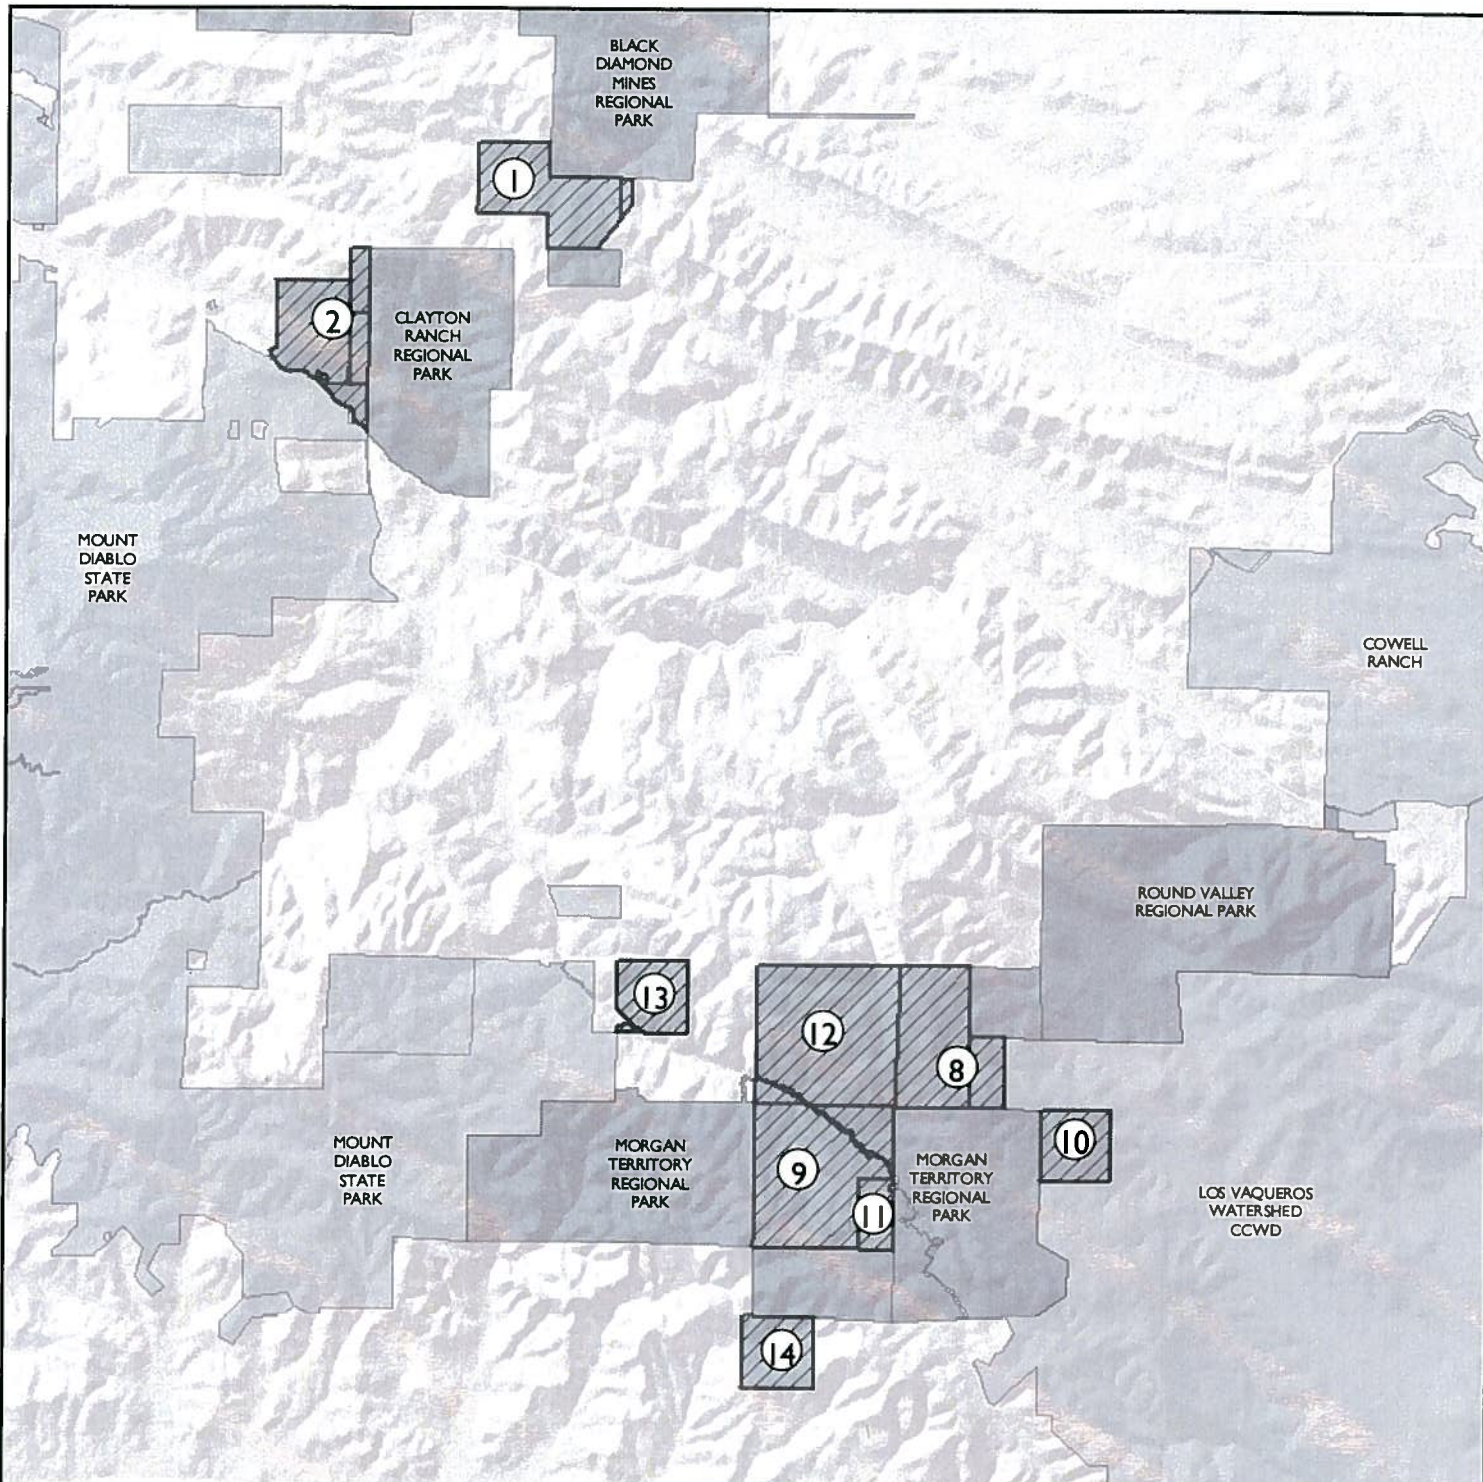 BLACK
DIAMOND
MINES
REGIONAL
PARK
1
2
CLAYTON
RANCH
REGIONAL
PARK
MOUNT
DIABLO
STATE
PARK
COWELL
RANCH
ROUND VALLEY
REGIONAL PARK
13
12
8
10
MOUNT
DIABLO
STATE
PARK
MORGAN
TERRITORY
REGIONAL
PARK
9
11
MORGAN
TERRITORY
REGIONAL
PARK
LOS VAQUEROS
WATERSHED
CCWD
14